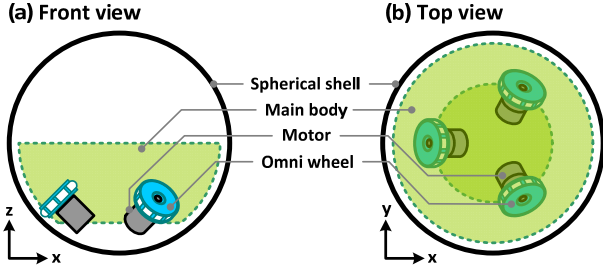 (a) Front view
(b) Top view
Spherical shell
Main body
Motor
Omni wheel
z
x
y
x